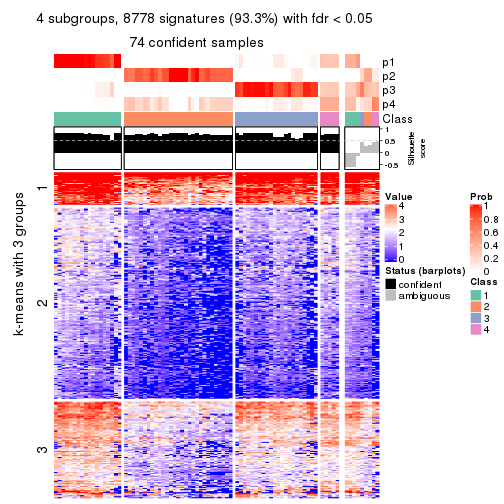 4 subgroups, 8778 signatures (93.3%) with fdr < 0.05
74 confident samples
p1
p2
p3
p4
Class
1
0.5
0
-0.5
Silhouette
score
k-means with 3 groups
1
2
3
Value
4
3
2
1
0
Status (barplots)
confident
ambiguous
Prob
1
0.8
0.6
0.4
0.2
0
Class
1
2
3
4